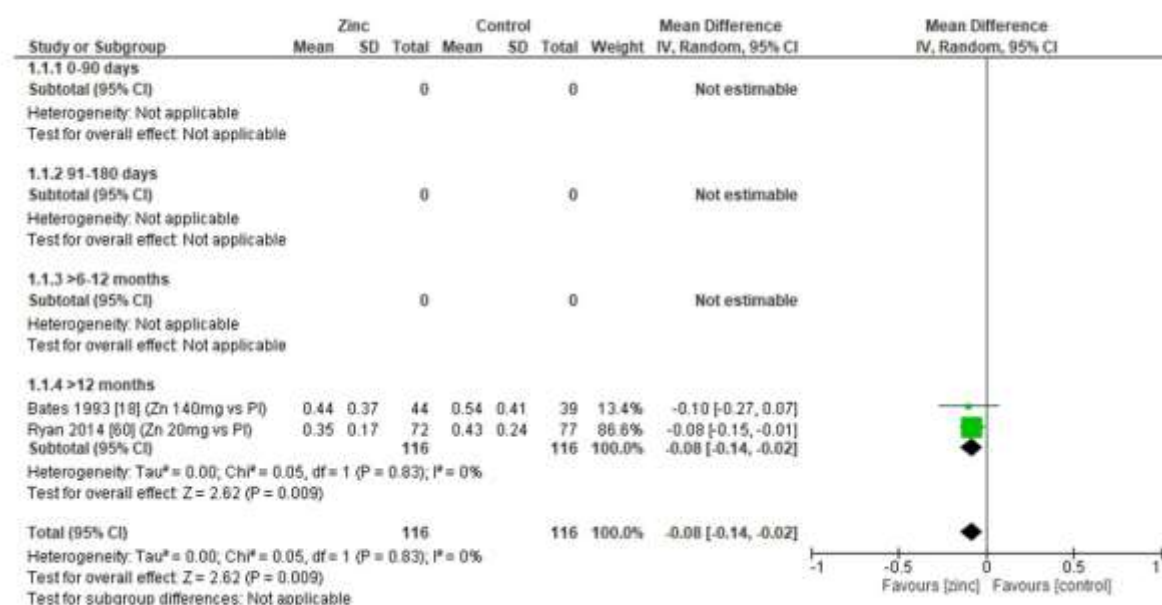 Zinc Control Mean Difference Mean Difference
Study or Subgroup Mean SD Total Mean SD Total Weight IV, Random, 95% CI IV, Random, 95% CI
1.1.1 0-90 days
Subtotal (95% CI) 0 0 Not estimable
Heterogeneity: Not applicable
Test for overall effect: Not applicable
1.1.2 91-180 days
Subtotal (95% CI) 0 0 Not estimable
Heterogeneity: Not applicable
Test for overall effect: Not applicable
1.1.3 >6-12 months
Subtotal (95% CI) 0 0 Not estimable
Heterogeneity: Not applicable
Test for overall effect: Not applicable
1.1.4 >12 months
Bates 1993 [18] (Zn 140mg vs Pl) 0.44 0.37 44 0.54 0.41 39 13.4% -0.10 [-0.27, 0.07]
Ryan 2014 [60] (Zn 20mg vs Pl) 0.35 0.17 72 0.43 0.24 77 86.6% -0.08 [-0.15, -0.01]
Subtotal (95% CI) 116 116 100.0% -0.08 [-0.14, -0.02]
Heterogeneity: Tau² = 0.00; Chi² = 0.05, df = 1 (P = 0.83); I² = 0%
Test for overall effect: Z = 2.62 (P = 0.009)
Total (95% CI) 116 116 100.0% -0.08 [-0.14, -0.02]
Heterogeneity: Tau² = 0.00; Chi² = 0.05, df = 1 (P = 0.83); I² = 0%
Test for overall effect: Z = 2.62 (P = 0.009)
Test for subgroup differences: Not applicable
-1 -0.5 0 0.5 1
Favours [zinc] Favours [control]